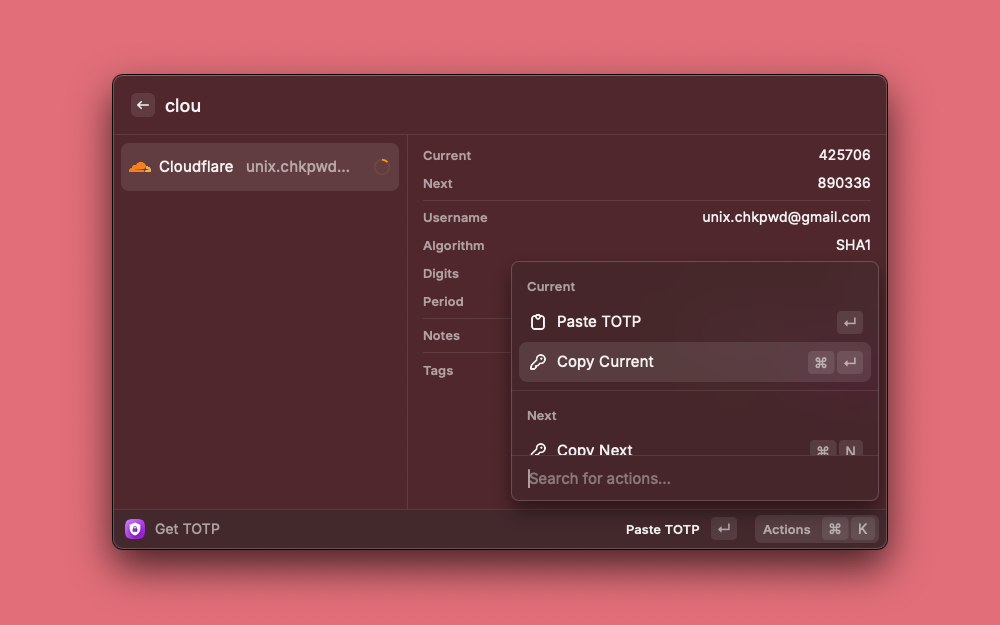 clou
Cloudflare unix.chkpwd...
Current 425706
Next 890336
Username unix.chkpwd@gmail.com
Algorithm SHA1
Digits
Period
Notes
Tags
Current
Paste TOTP
Copy Current ⌘
Next
Copy Next ⌘ N
Search for actions...
Get TOTP
Paste TOTP
Actions ⌘ K